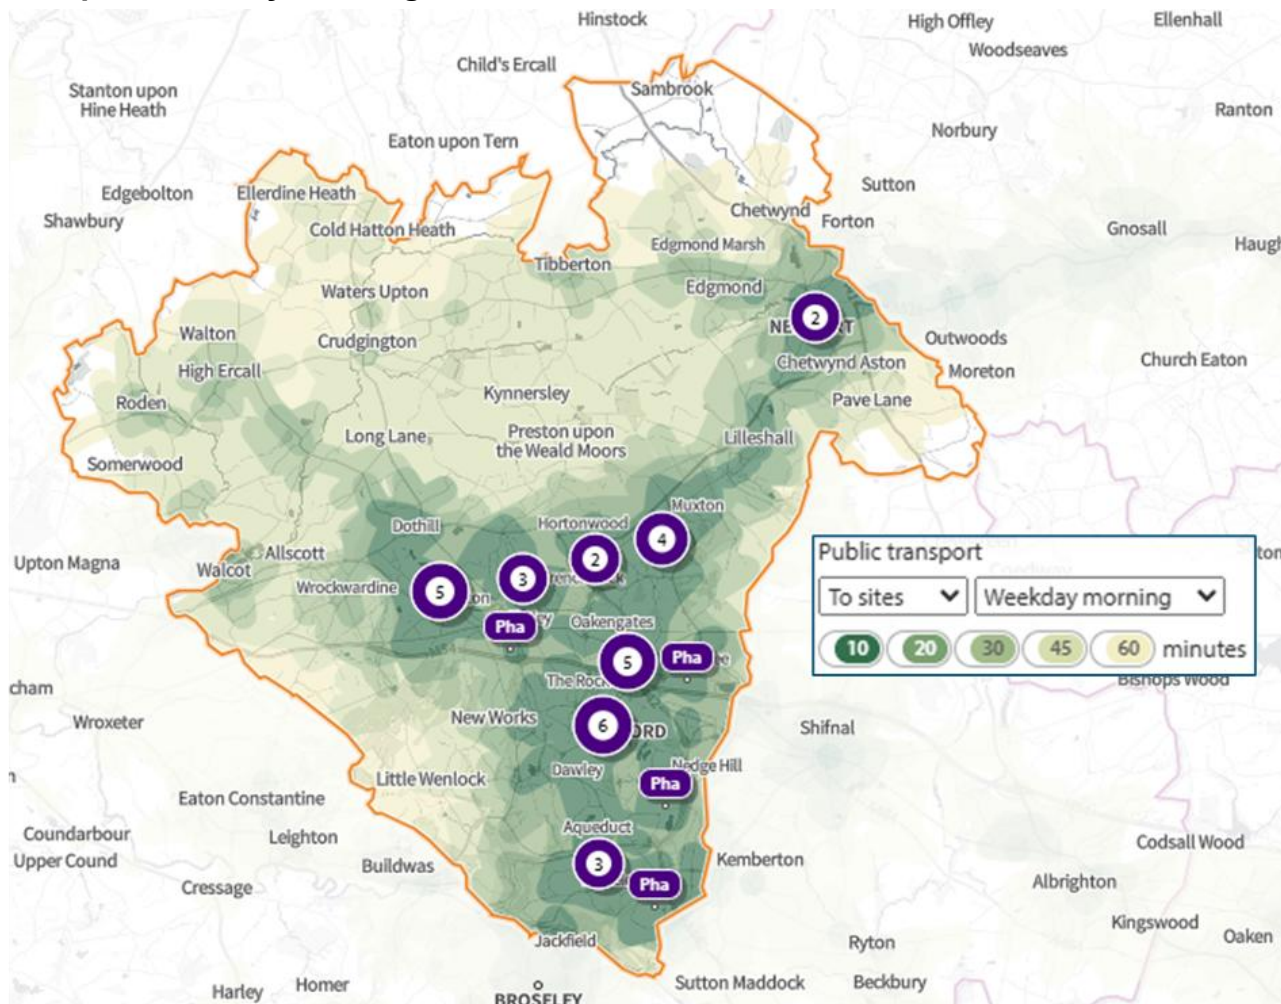 Hinstock
High Offley
Ellenhall
Woodseaves
Child's Ercall
Stanton upon
Hine Heath
Sambrook
Ranton
Norbury
Eaton upon Tern
Edgebolton
Ellerdine Heath
Sutton
Shawbury
Chetwynd
Forton
Cold Hatton Heath
Gnosall
Edgmond Marsh
Haugh
Tibberton
Waters Upton
Edgmond
2
Walton
Crudgington
Outwoods
High Ercall
Chetwynd Aston
Moreton
Church Eaton
Kynnersley
Roden
Pave Lane
Long Lane
Preston upon
the Weald Moors
Lilleshall
Somerwood
Muxton
Dothill
Hortonwood
4
Allscott
Upton Magna
Walcot
2
3
Wrockwardine
5
Public transport
To sites
Weekday morning
10 20 30 45 60 minutes
Pha
Oakengates
5
Pha
The Rock
Bishops Wood
cham
Wroxeter
New Works
6
ORD
Shifnal
Dawley
Nedge Hill
Little Wenlock
Pha
Eaton Constantine
Coundarbour
Leighton
Aqueduct
Codsall Wood
Upper Cound
Buildwas
3
Kemberton
Cressage
Pha
Albrighton
Kingswood
Jackfield
Ryton
Oaken
Harley
Homer
BROSELEY
Sutton Maddock
Beckbury